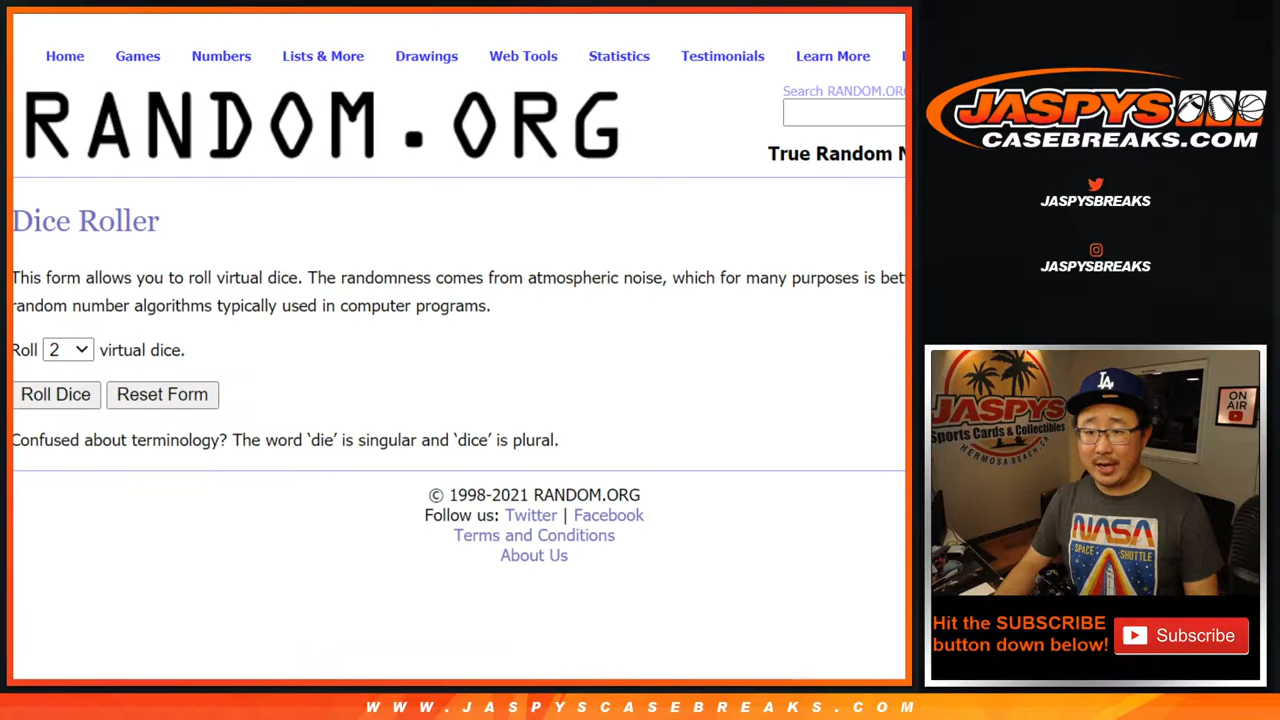 Home Games Numbers Lists & More Drawings Web Tools Statistics Testimonials Learn More
RANDOM.ORG
Search RANDOM.ORG
True Random N
Dice Roller
This form allows you to roll virtual dice. The randomness comes from atmospheric noise, which for many purposes is bet
random number algorithms typically used in computer programs.
Roll 2 virtual dice.
Roll Dice Reset Form
Confused about terminology? The word ‘die’ is singular and ‘dice’ is plural.
© 1998-2021 RANDOM.ORG
Follow us: Twitter | Facebook
Terms and Conditions
About Us
JASPYS
CASEBREAKS.COM
JASPYSBREAKS
JASPYSBREAKS
JASPYS
Sports Cards & Collectibles
HERMOSA BEACH, CA
LA
ON
AIR
NASA
SPACE SHUTTLE
Hit the SUBSCRIBE
button down below!
Subscribe
WWW.JASPYSCASEBREAKS.COM